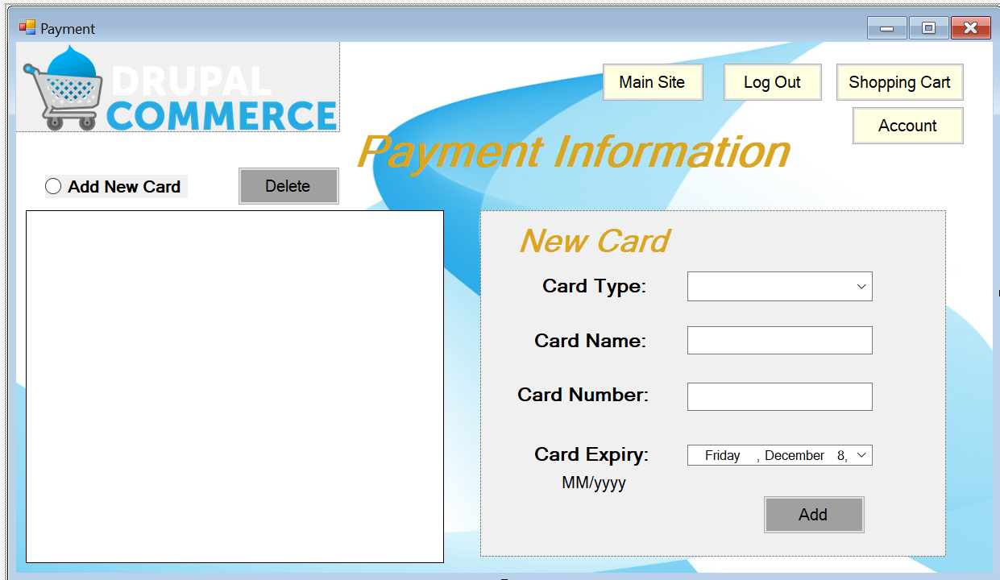 Payment
DRUPAL
COMMERCE
Main Site
Log Out
Shopping Cart
Account
Payment Information
Add New Card
Delete
New Card
Card Type:
Card Name:
Card Number:
Card Expiry:
Friday , December 8,
MM/yyyy
Add